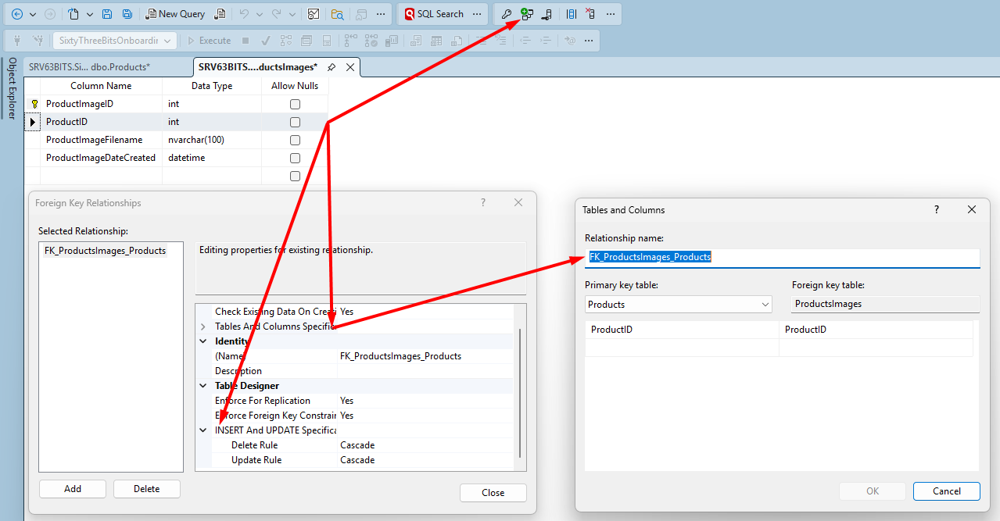 New Query
SQL Search
SixtyThreeBitsOnboardin
Execute
Object Explorer
SRV63BITS.Si... dbo.Products*
SRV63BITS....ductsImages*
Column Name Data Type Allow Nulls
ProductImageID int
ProductID int
ProductImageFilename nvarchar(100)
ProductImageDateCreated datetime
Foreign Key Relationships ?
Selected Relationship:
FK_ProductsImages_Products
Editing properties for existing relationship.
Check Existing Data On Creati Yes
Tables And Columns Specific
Identity
(Name) FK_ProductsImages_Products
Description
Table Designer
Enforce For Replication Yes
Enforce Foreign Key Constrain Yes
INSERT And UPDATE Specifica
Delete Rule Cascade
Update Rule Cascade
Add Delete
Close
Tables and Columns ?
Relationship name:
FK_ProductsImages_Products
Primary key table: Foreign key table:
Products ProductsImages
ProductID ProductID
OK Cancel